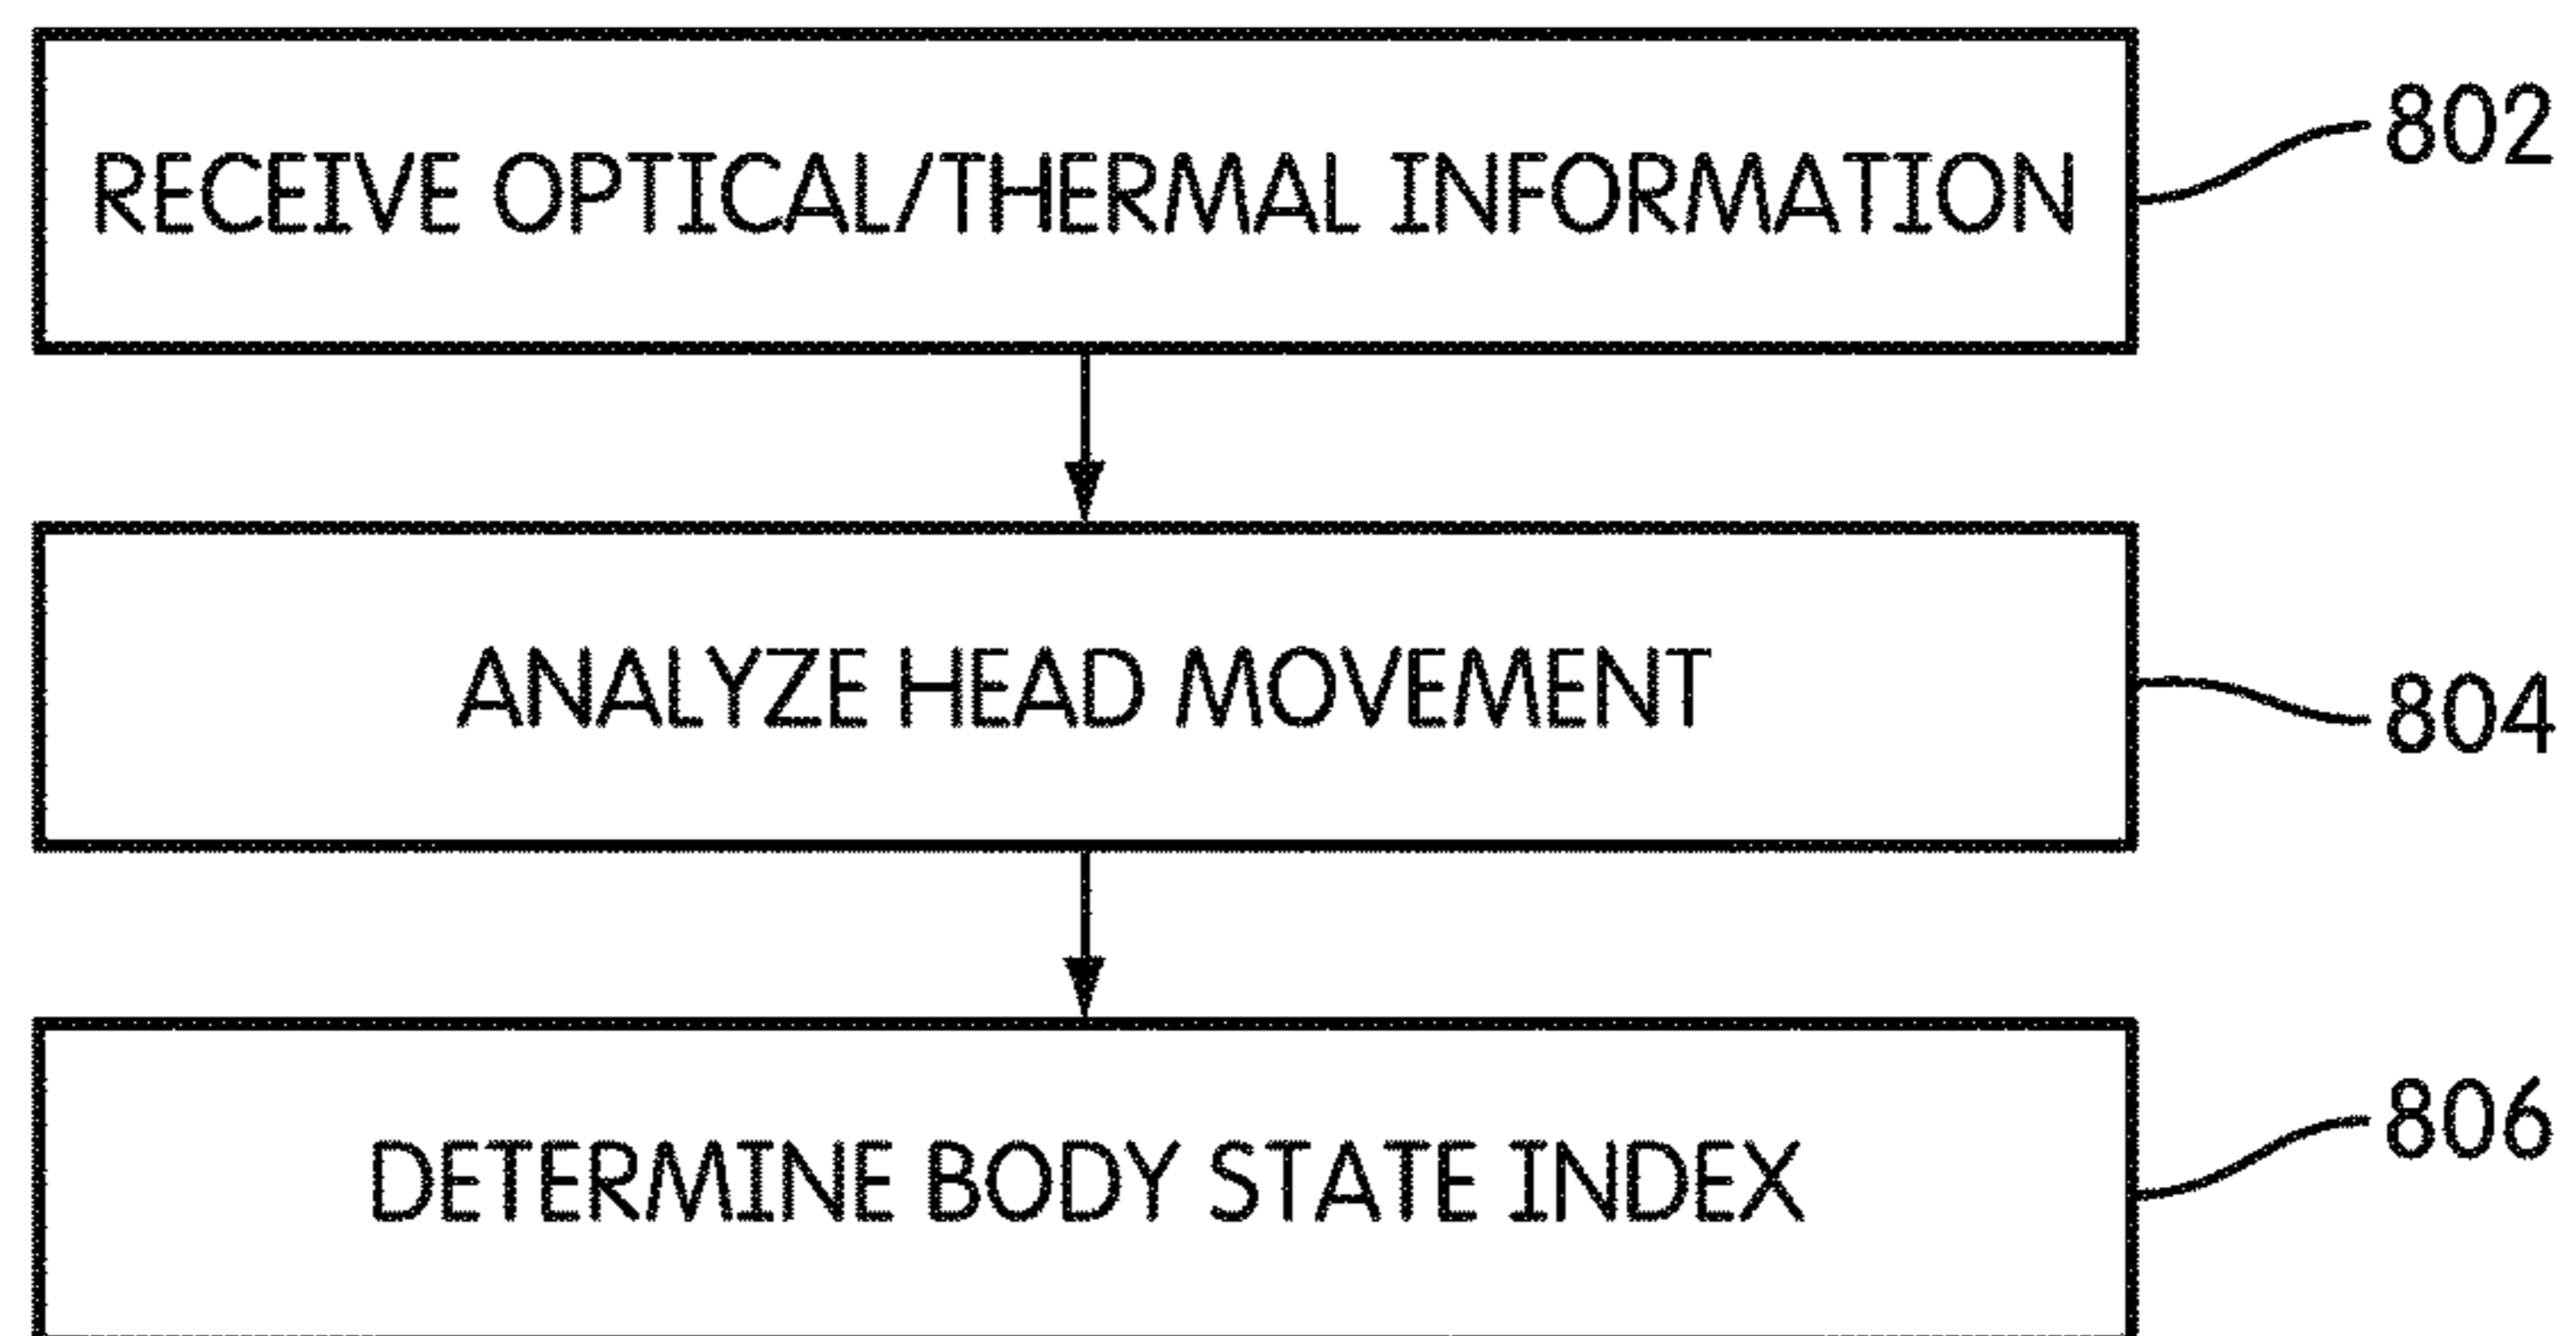 RECEIVE OPTICAL/THERMAL INFORMATION
802
ANALYZE HEAD MOVEMENT
804
DETERMINE BODY STATE INDEX
806